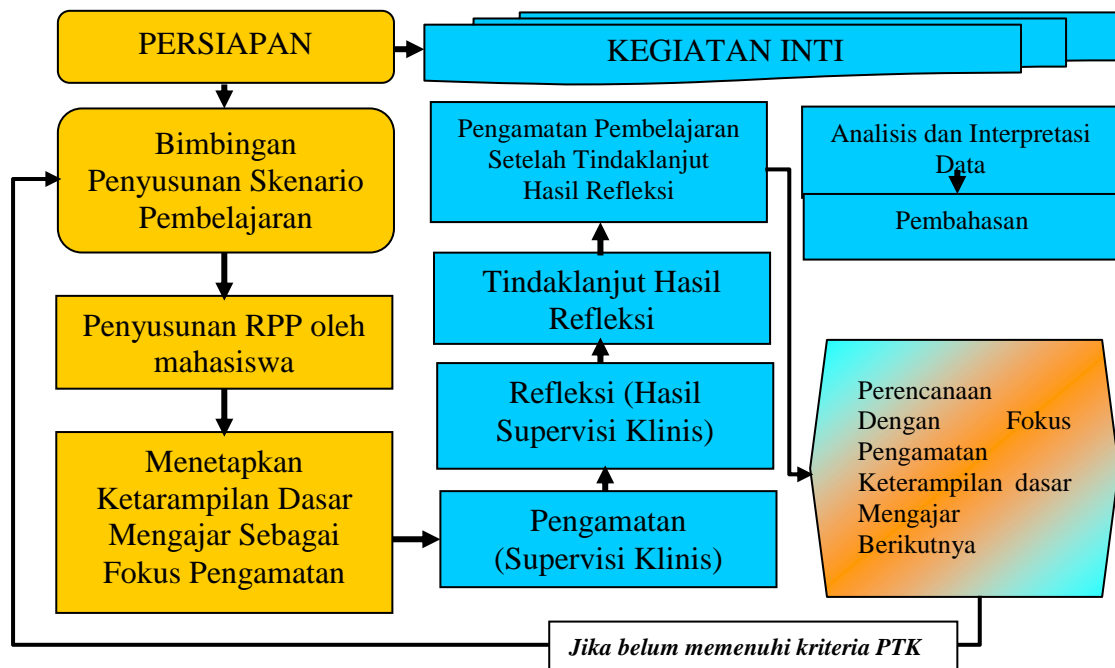 PERSIAPAN
KEGIATAN INTI
Bimbingan
Penyusunan Skenario
Pembelajaran
Penyusunan RPP oleh
mahasiswa
Menetapkan
Ketarampilan Dasar
Mengajar Sebagai
Fokus Pengamatan
Pengamatan Pembelajaran
Setelah Tindaklanjut
Hasil Refleksi
Tindaklanjut Hasil
Refleksi
Refleksi (Hasil
Supervisi Klinis)
Pengamatan
(Supervisi Klinis)
Analisis dan Interpretasi
Data
Pembahasan
Perencanaan
Dengan Fokus
Pengamatan
Keterampilan dasar
Mengajar
Berikutnya
Jika belum memenuhi kriteria PTK